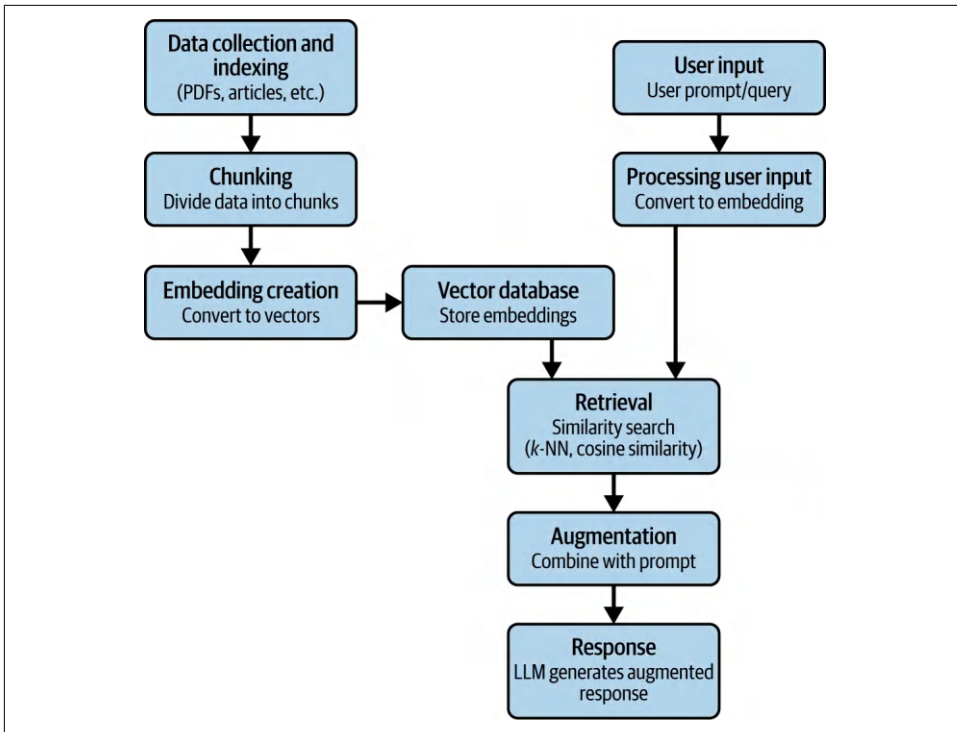 Data collection and
indexing
(PDFs, articles, etc.)
Chunking
Divide data into chunks
Embedding creation
Convert to vectors
Vector database
Store embeddings
User input
User prompt/query
Processing user input
Convert to embedding
Retrieval
Similarity search
(k-NN, cosine similarity)
Augmentation
Combine with prompt
Response
LLM generates augmented
response